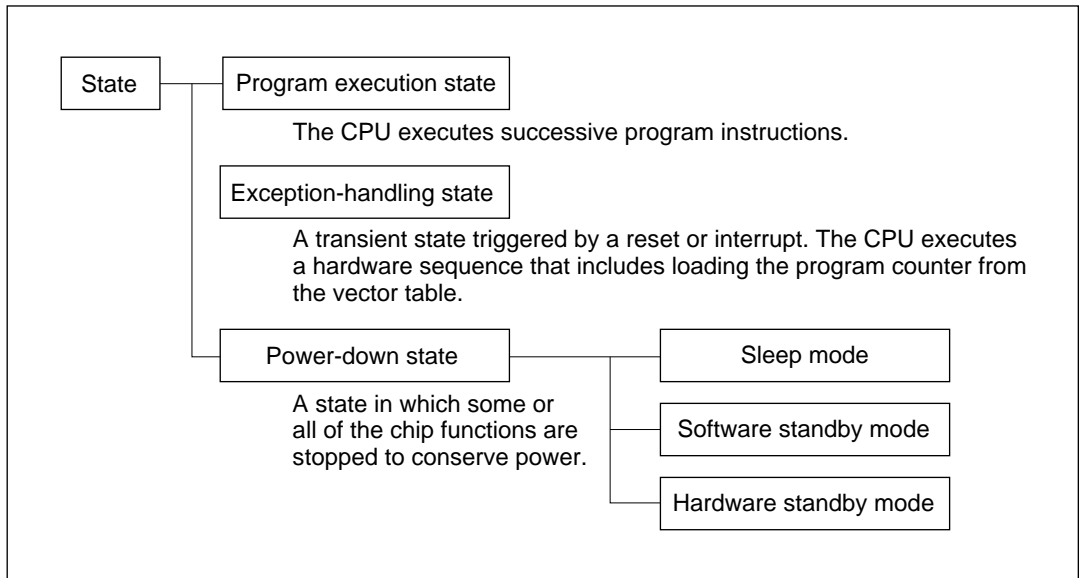 State
Program execution state
The CPU executes successive program instructions.
Exception-handling state
A transient state triggered by a reset or interrupt. The CPU executes
a hardware sequence that includes loading the program counter from
the vector table.
Power-down state
A state in which some or
all of the chip functions are
stopped to conserve power.
Sleep mode
Software standby mode
Hardware standby mode